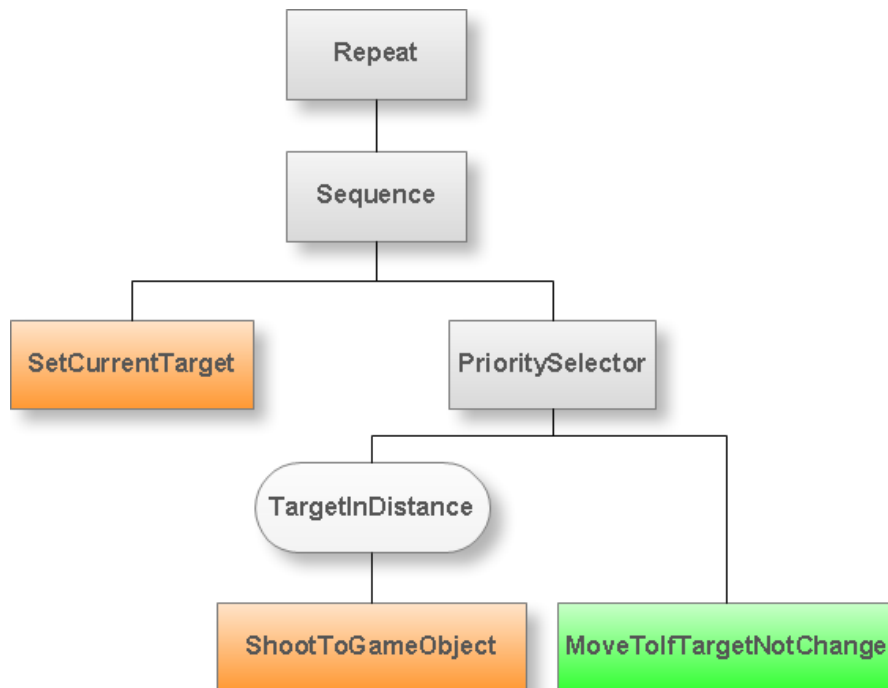 Repeat
Sequence
SetCurrentTarget
PrioritySelector
TargetInDistance
ShootToGameObject
MoveToIfTargetNotChange